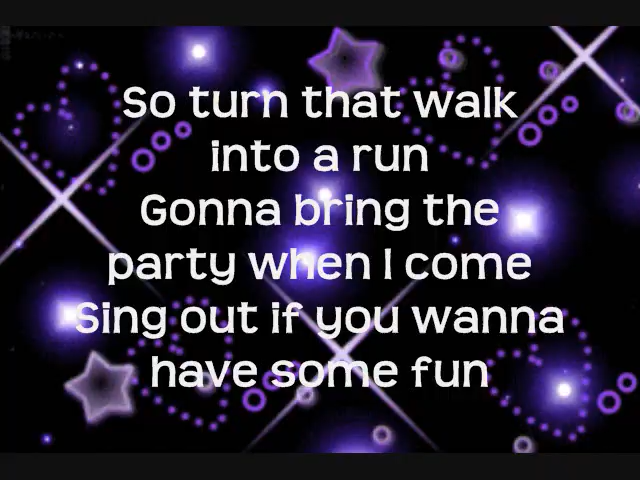 So turn that walk
into a run
Gonna bring the
party when I come
Sing out if you wanna
have some fun